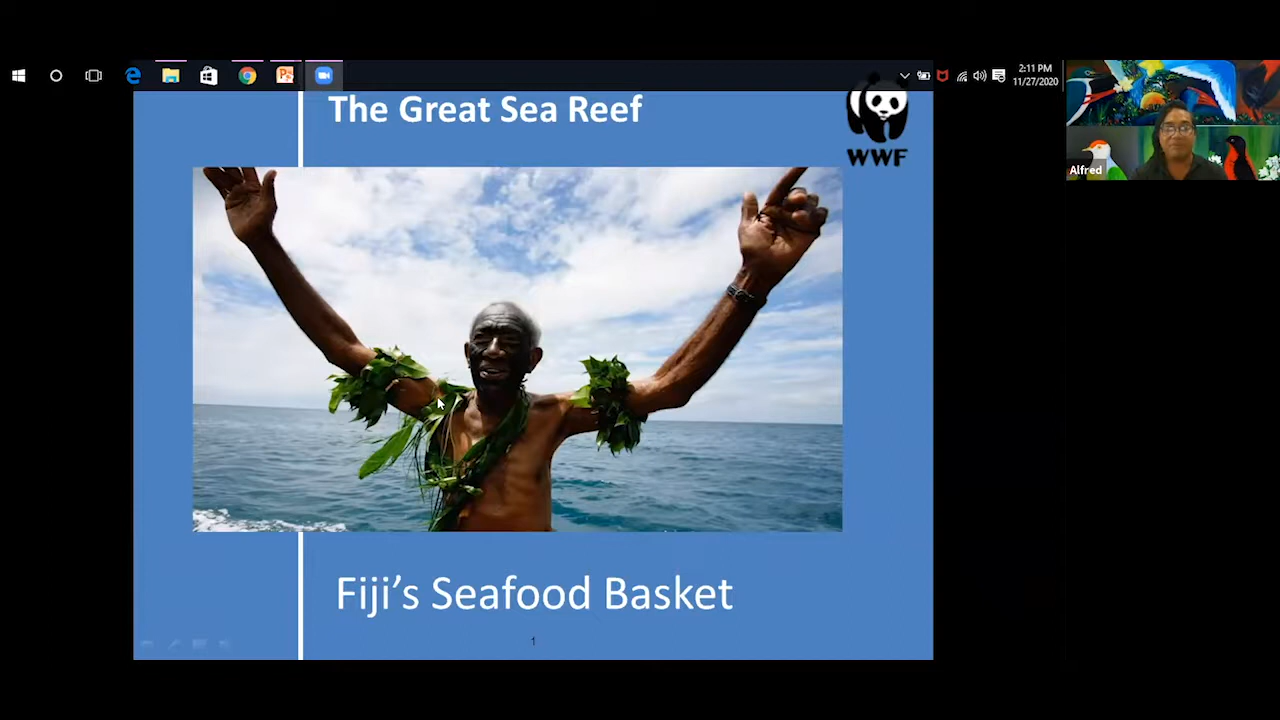 2:11 PM
11/27/2020
The Great Sea Reef
WWF
Alfred
Fiji's Seafood Basket
1